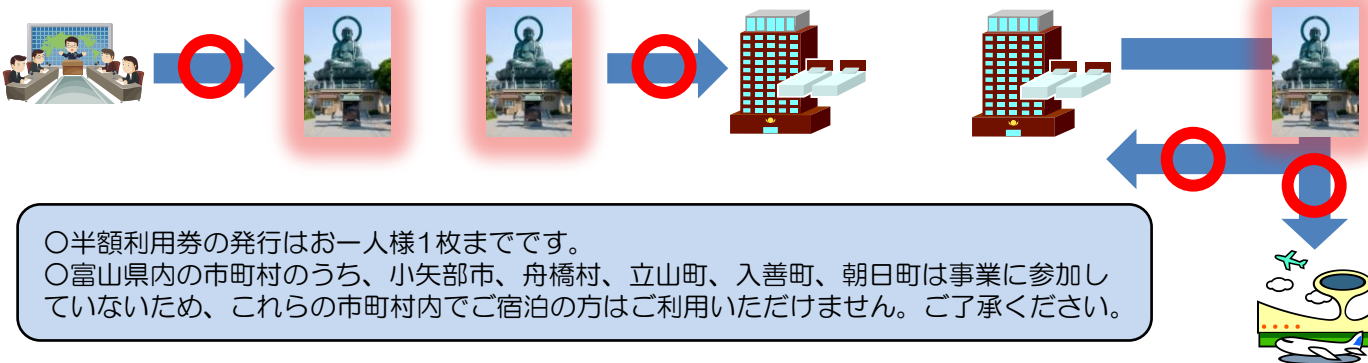 〇半額利用券の発行はお一人様1枚までです。
〇富山県内の市町村のうち、小矢部市、舟橋村、立山町、入善町、朝日町は事業に参加し
ていないため、これらの市町村内でご宿泊の方はご利用いただけません。ご了承ください。